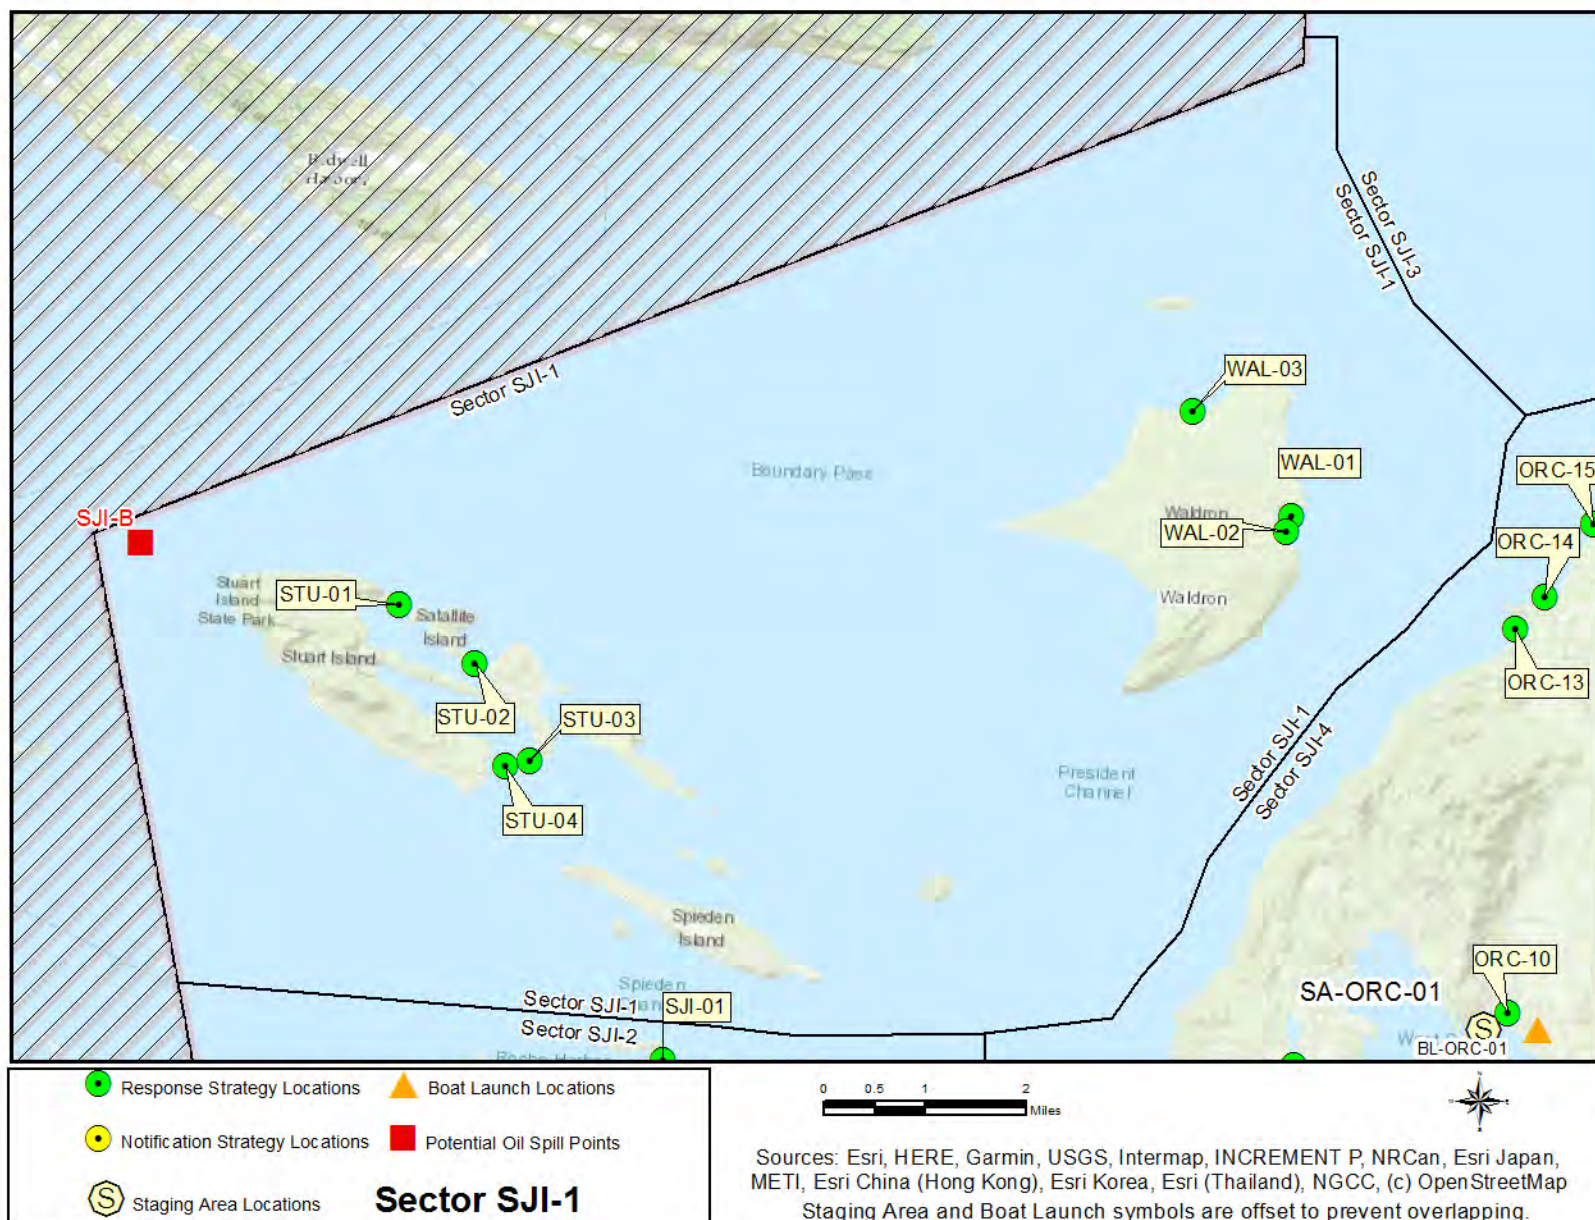 Sector SJI-3
Sector SJI-1
Sector SJI-1
WAL-03
WAL-01
Boundary Pass
ORC-15
Waldron
WAL-02
SJI-B
ORC-14
Stuart
Island
State Park
STU-01
Satallite
Island
Waldron
Stuart Island
ORC-13
STU-02
STU-03
Sector SJI-1
Sector SJI-4
President
Channel
STU-04
Spieden
Island
ORC-10
SA-ORC-01
Spieden
SJI-01
Sector SJI-1
Sector SJI-2
S
BL-ORC-01
Response Strategy Locations
Boat Launch Locations
Notification Strategy Locations
Potential Oil Spill Points
S
Staging Area Locations
Sector SJI-1
0 0.5 1 2
Miles
Sources: Esri, HERE, Garmin, USGS, Intermap, INCREMENT P, NRCan, Esri Japan,
METI, Esri China (Hong Kong), Esri Korea, Esri (Thailand), NGCC, (c) OpenStreetMap
Staging Area and Boat Launch symbols are offset to prevent overlapping.